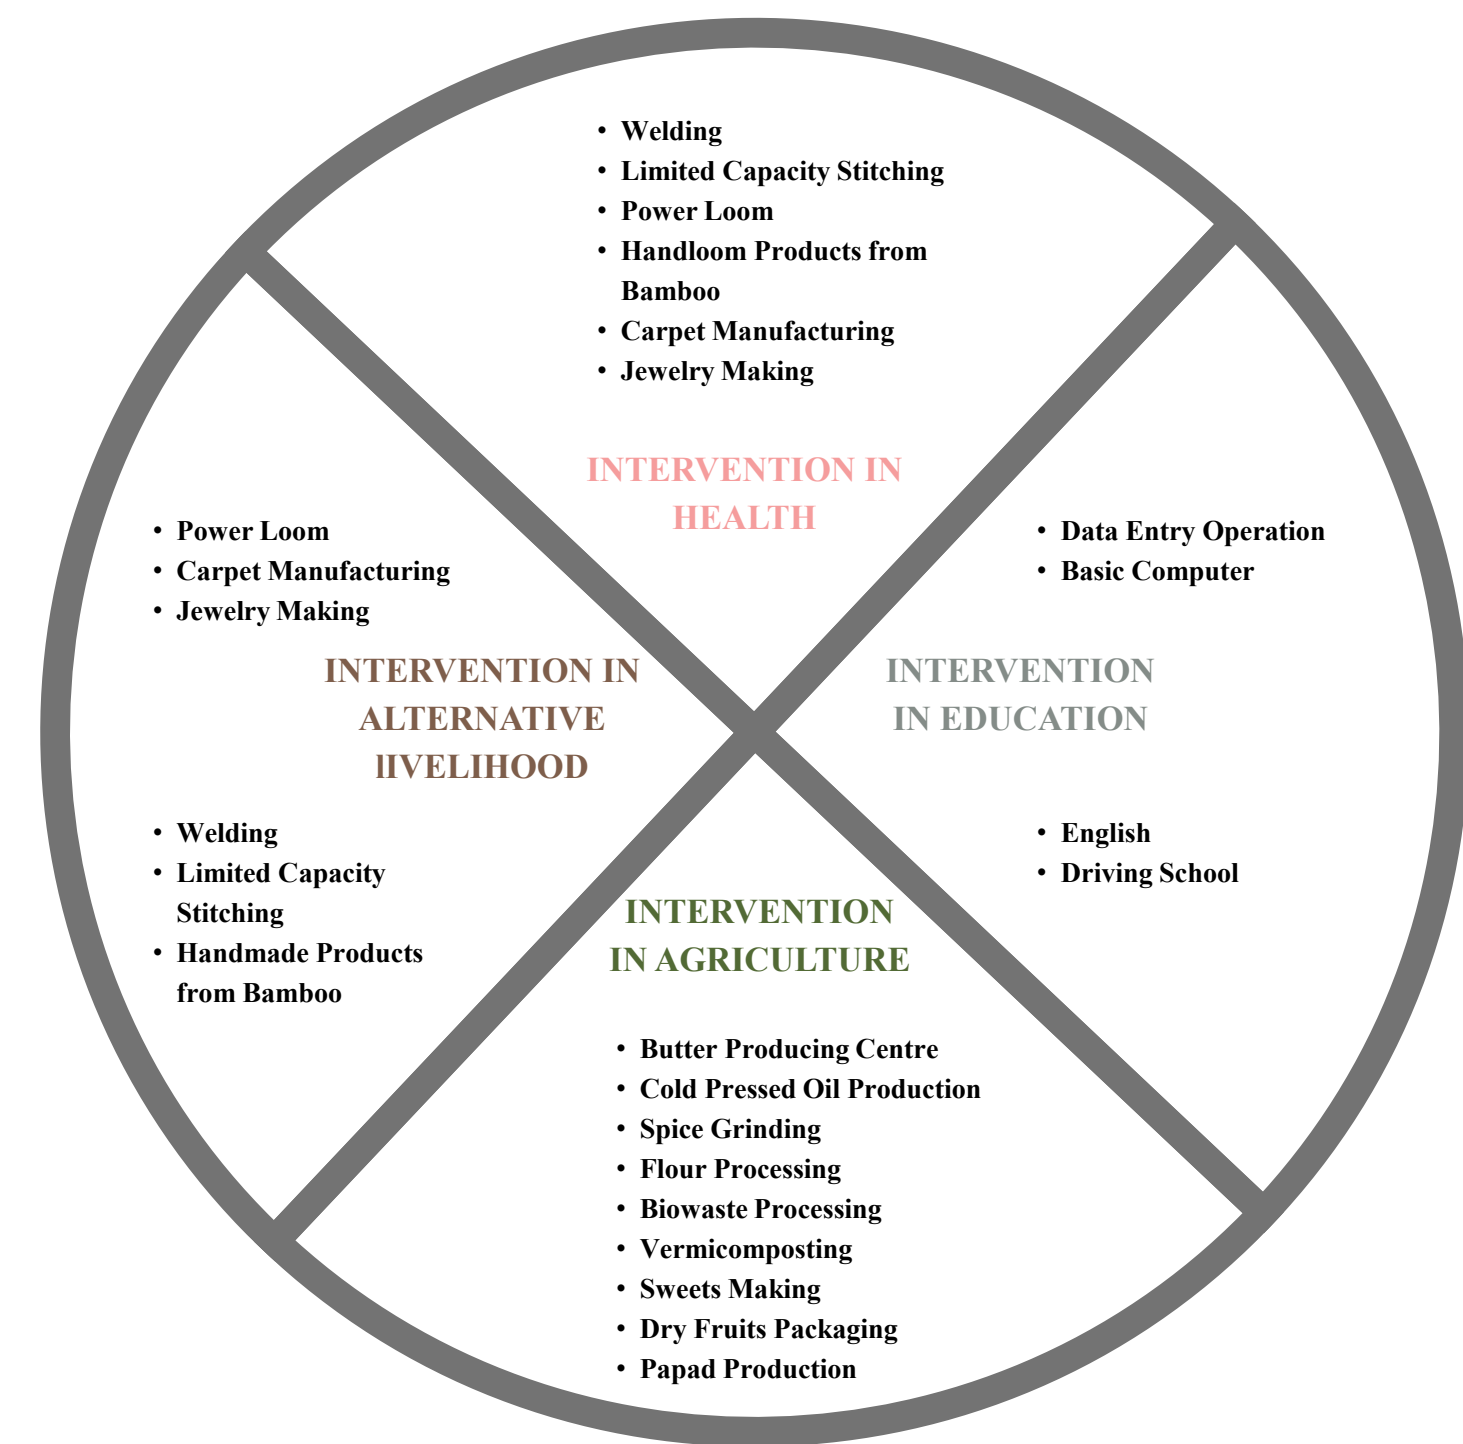 • Welding
• Limited Capacity Stitching
• Power Loom
• Handloom Products from
Bamboo
• Carpet Manufacturing
• Jewelry Making
INTERVENTION IN
HEALTH
• Power Loom
• Carpet Manufacturing
• Jewelry Making
INTERVENTION IN
ALTERNATIVE
lIVELIHOOD
• Welding
• Limited Capacity
Stitching
• Handmade Products
from Bamboo
• Data Entry Operation
• Basic Computer
INTERVENTION
IN EDUCATION
• English
• Driving School
INTERVENTION
IN AGRICULTURE
• Butter Producing Centre
• Cold Pressed Oil Production
• Spice Grinding
• Flour Processing
• Biowaste Processing
• Vermicomposting
• Sweets Making
• Dry Fruits Packaging
• Papad Production